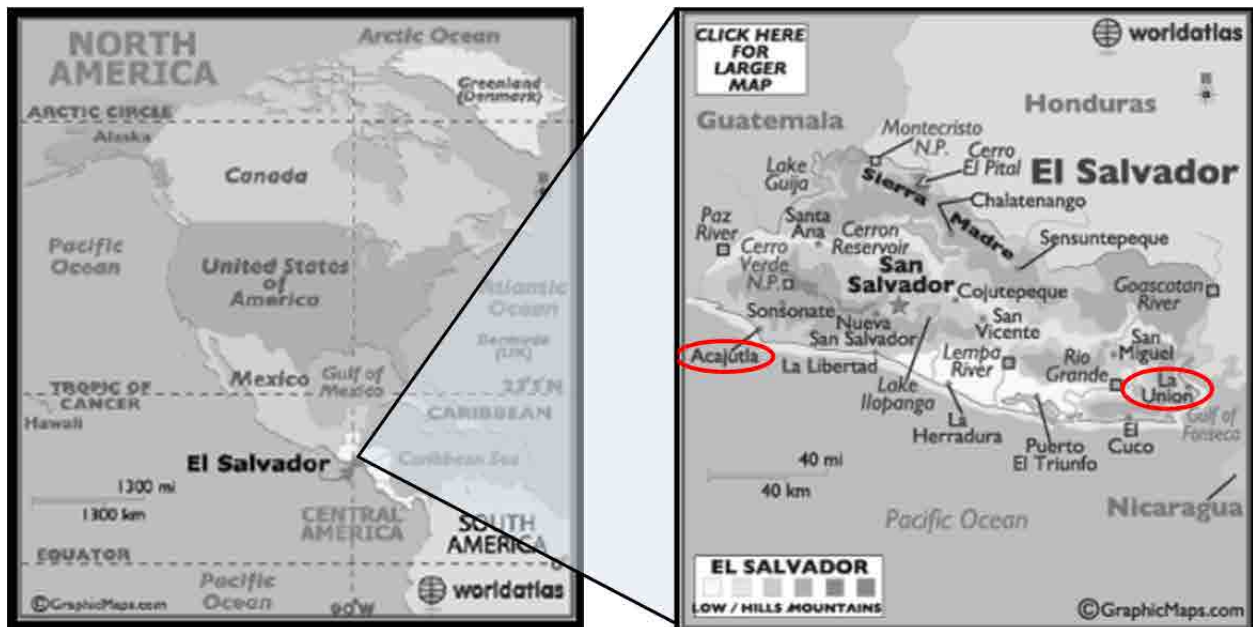 NORTH
AMERICA
Arctic Ocean
Greenland
(Denmark)
ARCTIC CIRCLE
Alaska
Canada
Pacific
Ocean
United States
of
America
Atlantic
Ocean
Bermuda
(UK)
Mexico
Gulf of
Mexico
23°5'N
TROPIC OF
CANCER
Hawaii
CARIBBEAN
Caribbean Sea
El Salvador
1300 mi
1300 km
CENTRAL
AMERICA
SOUTH
AMERICA
EQUATOR
0
Pacific
Ocean
worldatlas
©GraphicMaps.com
90°W
CLICK HERE
FOR
LARGER
MAP
worldatlas
Honduras
Guatemala
Montecristo
N.P.
Cerro
El Pital
Lake
Guija
El Salvador
Sierra
Madre
Chalatenango
Paz
River
Santa
Ana
Cerron
Reservoir
Sensuntepeque
Cerro
Verde
N.P.
San
Salvador
Cojutepeque
Goascatan
River
Sonsonate
Nueva
San Salvador
San
Vicente
San
Miguel
Acajutla
La Libertad
Lempa
River
Rio
Grande
La
Union
Lake
Ilopanga
Gulf of
Fonseca
La
Herradura
Puerto
El Triunfo
El
Cuco
40 mi
40 km
Nicaragua
Pacific Ocean
EL SALVADOR
LOW / HILLS /MOUNTAINS
©GraphicMaps.com